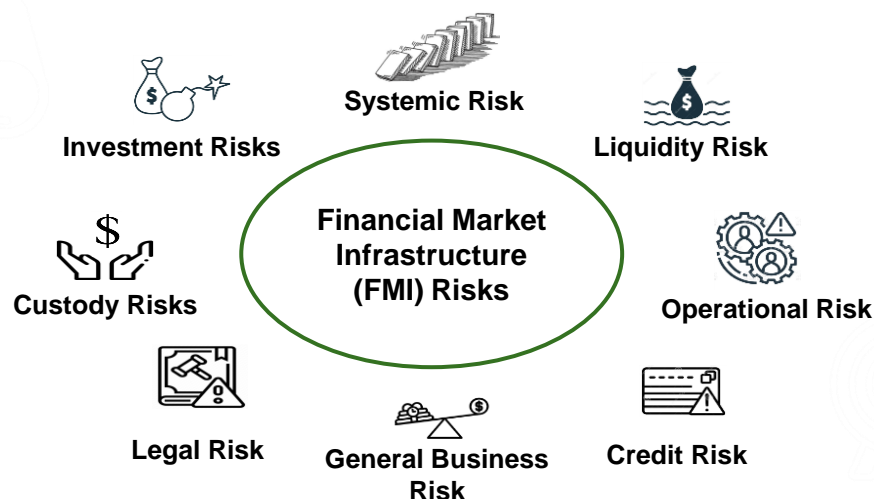 Systemic Risk
Investment Risks
Liquidity Risk
Financial Market
Infrastructure
(FMI) Risks
$
Custody Risks
Operational Risk
Legal Risk
General Business
Risk
Credit Risk